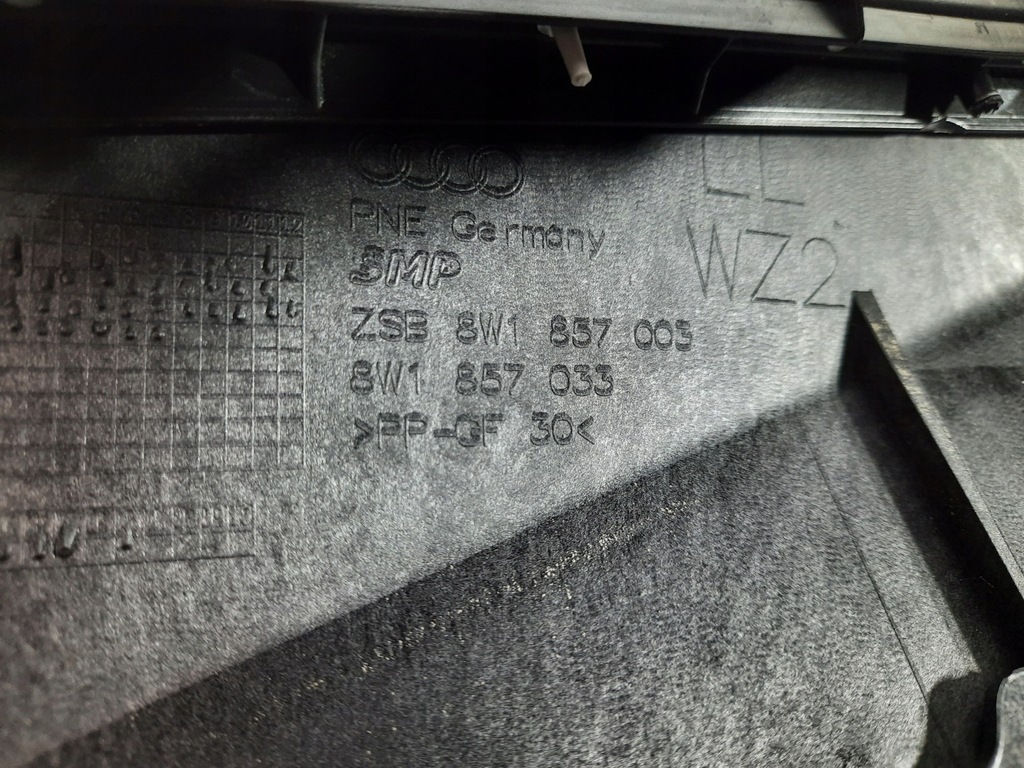 LL
PNE Germany
WZ2
SMP
ZSB 8W1 857 003
8W1 857 033
>PP-GF 30<